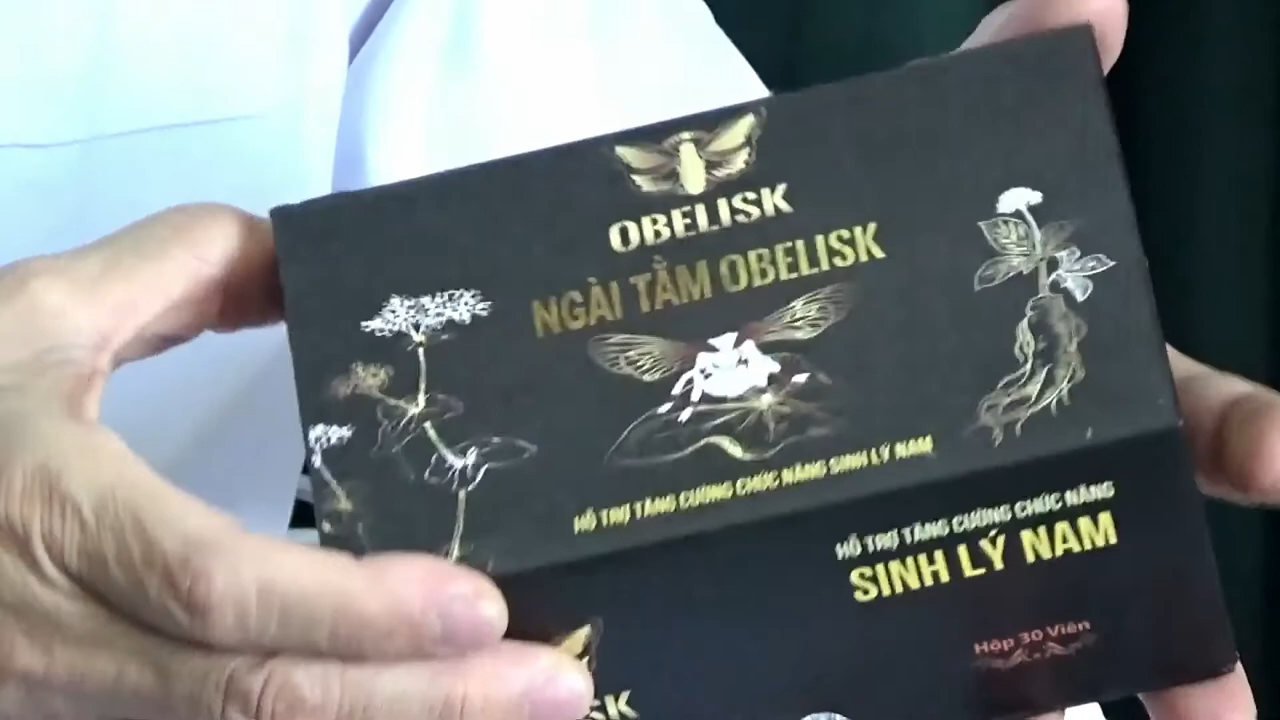 OBELISK
NGÀI TẰM OBELISK
HỖ TRỢ TĂNG CƯỜNG CHỨC NĂNG SINH LÝ NAM
HỖ TRỢ TĂNG CƯỜNG CHỨC NĂNG
SINH LÝ NAM
Hộp 30 Viên
SK